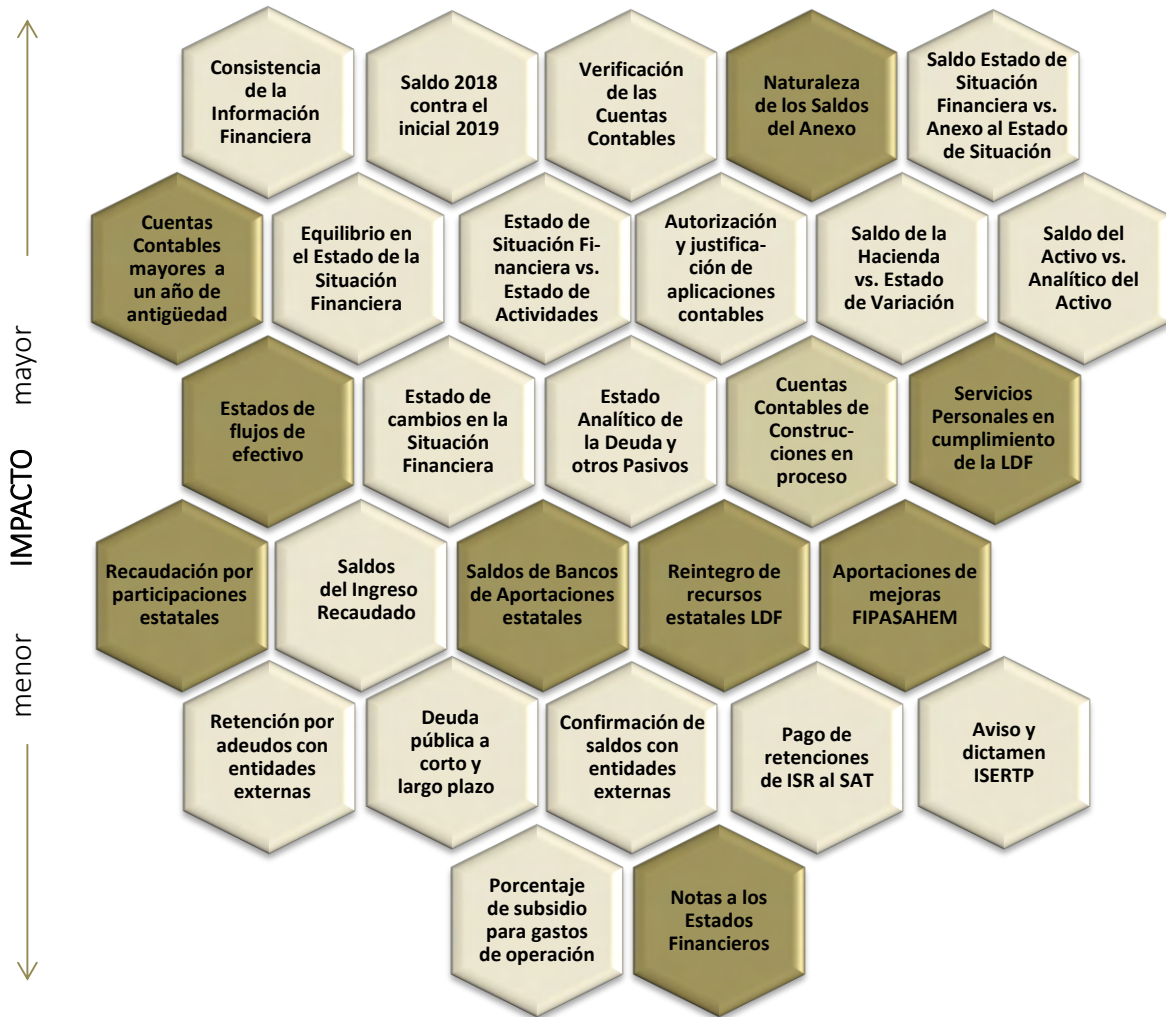 Consistencia
de la
Información
Financiera
Saldo 2018
contra el
inicial 2019
Verificación
de las
Cuentas
Contables
Naturaleza
de los Saldos
del Anexo
Saldo Estado de
Situación
Financiera vs.
Anexo al Estado
de Situación
Cuentas
Contables
mayores a
un año de
antigüedad
Equilibrio en
el Estado de la
Situación
Financiera
Estado de
Situación Fi-
nanciera vs.
Estado de
Actividades
Autorización
y justifica-
ción de
aplicaciones
contables
Saldo de la
Hacienda
vs. Estado
de Variación
Saldo del
Activo vs.
Analítico del
Activo
mayor
IMPACTO
menor
Estados de
flujos de
efectivo
Estado de
cambios en la
Situación
Financiera
Estado
Analítico de
la Deuda y
otros Pasivos
Cuentas
Contables de
Construc-
ciones en
proceso
Servicios
Personales en
cumplimiento
de la LDF
Recaudación por
participaciones
estatales
Saldos
del Ingreso
Recaudado
Saldos de Bancos
de Aportaciones
estatales
Reintegro de
recursos
estatales LDF
Aportaciones de
mejoras
FIPASAHEM
Retención por
adeudos con
entidades
externas
Deuda
pública a
corto y
largo plazo
Confirmación de
saldos con
entidades
externas
Pago de
retenciones
de ISR al SAT
Aviso y
dictamen
ISERTP
Porcentaje
de subsidio
para gastos
de operación
Notas a los
Estados
Financieros